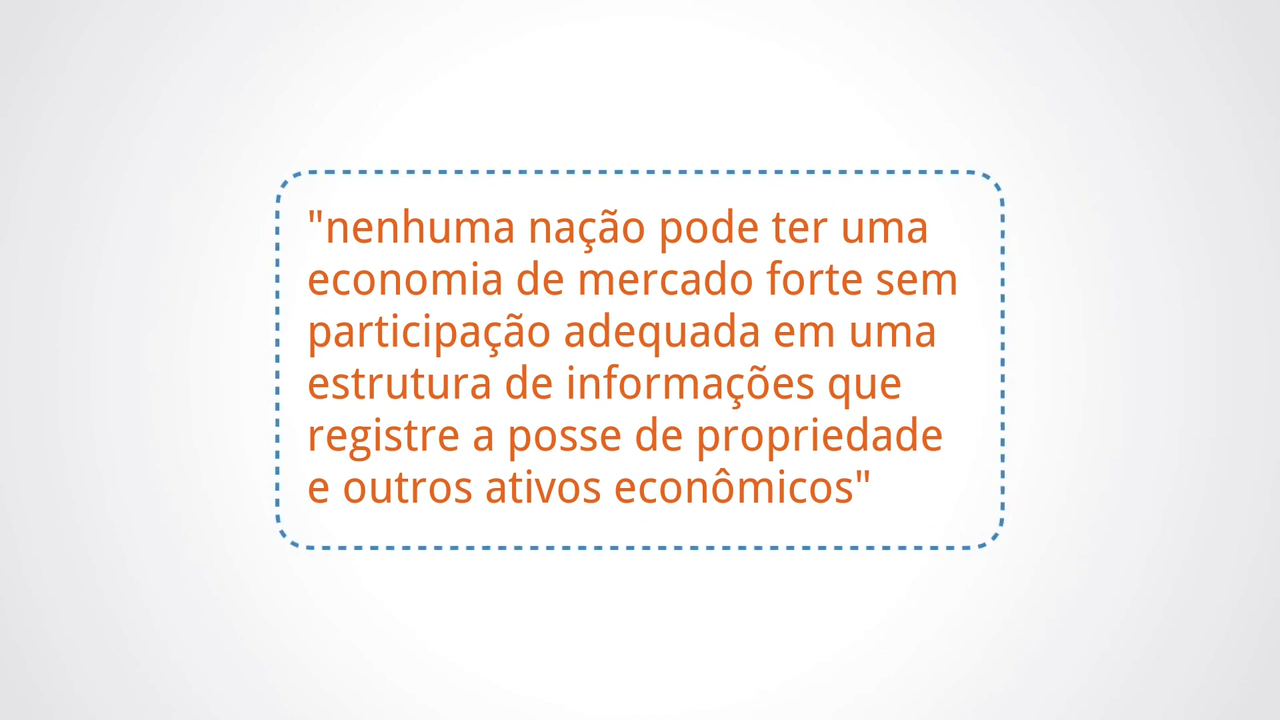 "nenhuma nação pode ter uma
economia de mercado forte sem
participação adequada em uma
estrutura de informações que
registre a posse de propriedade
e outros ativos econômicos"